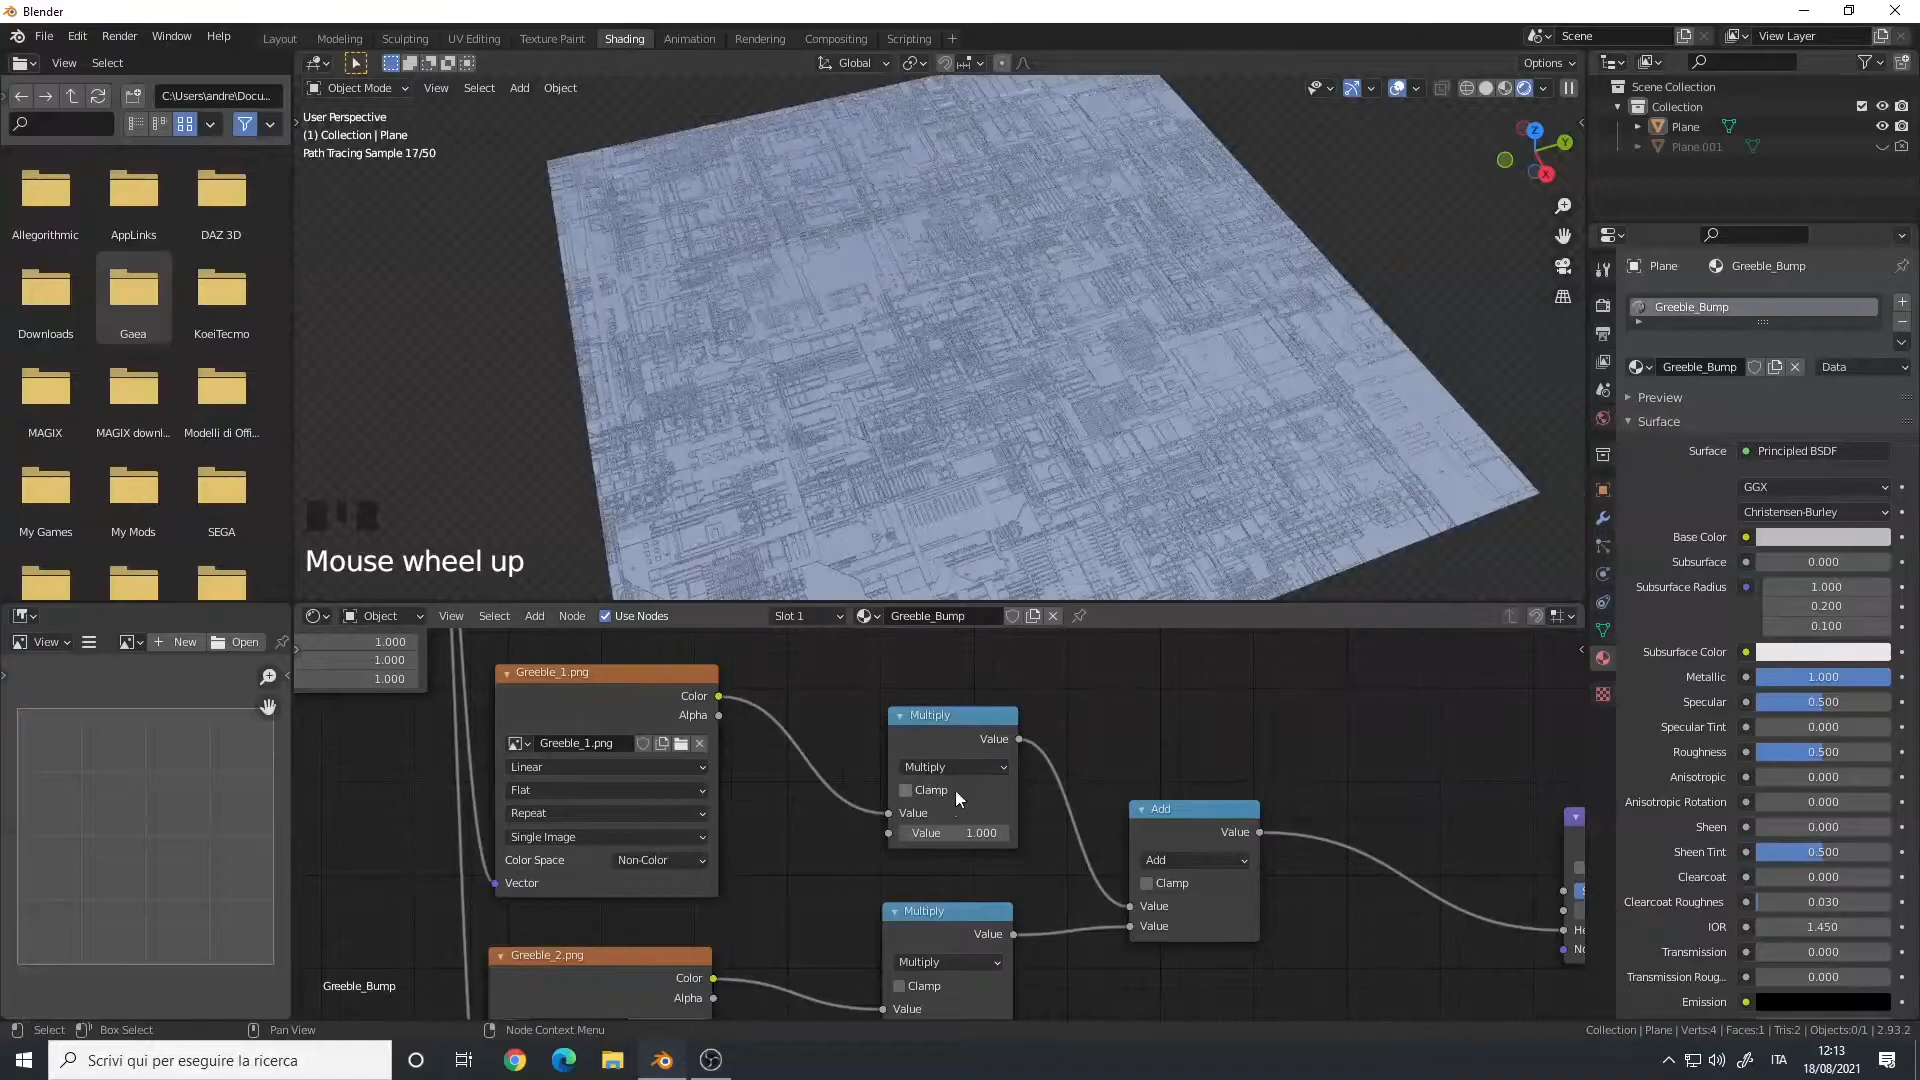 Blender
File Edit Render Window Help
Layout Modeling Sculpting UV Editing Texture Paint Shading Animation Rendering Compositing Scripting +
Scene
View Layer
View Select
Global
Options
C:\Users\andre\Docu...
Object Mode View Select Add Object
User Perspective
(1) Collection | Plane
Path Tracing Sample 17/50
Z
Y
X
Scene Collection
Collection
Plane
Plane.001
Allegorithmic AppLinks DAZ 3D
Downloads Gaea KoeiTecmo
MAGIX MAGIX downl... Modelli di Offi...
My Games My Mods SEGA
Mouse wheel up
Plane Greeble_Bump
Greeble_Bump
Greeble_Bump Data
Preview
Surface
Surface Principled BSDF
GGX
Christensen-Burley
Base Color
Subsurface 0.000
Subsurface Radius 1.000
0.200
0.100
Subsurface Color
Metallic 1.000
Specular 0.500
Specular Tint 0.000
Roughness 0.500
Anisotropic 0.000
Anisotropic Rotation 0.000
Sheen 0.000
Sheen Tint 0.500
Clearcoat 0.000
Clearcoat Roughnes 0.030
IOR 1.450
Transmission 0.000
Transmission Roug... 0.000
Emission
View New Open
Object View Select Add Node Use Nodes Slot 1 Greeble_Bump
1.000
1.000
1.000
Greeble_1.png
Color
Alpha
Greeble_1.png
Linear
Flat
Repeat
Single Image
Color Space Non-Color
Vector
Multiply
Value
Multiply
Clamp
Value
Value 1.000
Add
Value
Add
Clamp
Value
Value
Multiply
Value
Multiply
Clamp
Value
Greeble_2.png
Color
Alpha
Greeble_Bump
Select Box Select Pan View Node Context Menu
Collection | Plane | Verts:4 | Faces:1 | Tris:2 | Objects:0/1 | 2.93.2
Scrivi qui per eseguire la ricerca
ITA
12:13
18/08/2021